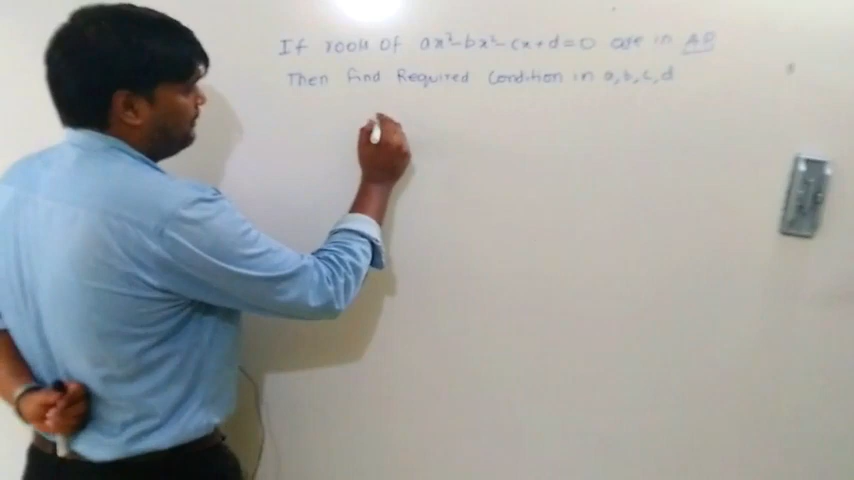 If roots of ax³-bx²-cx+d=0 are in AP
Then find Required Condition in a,b,c,d